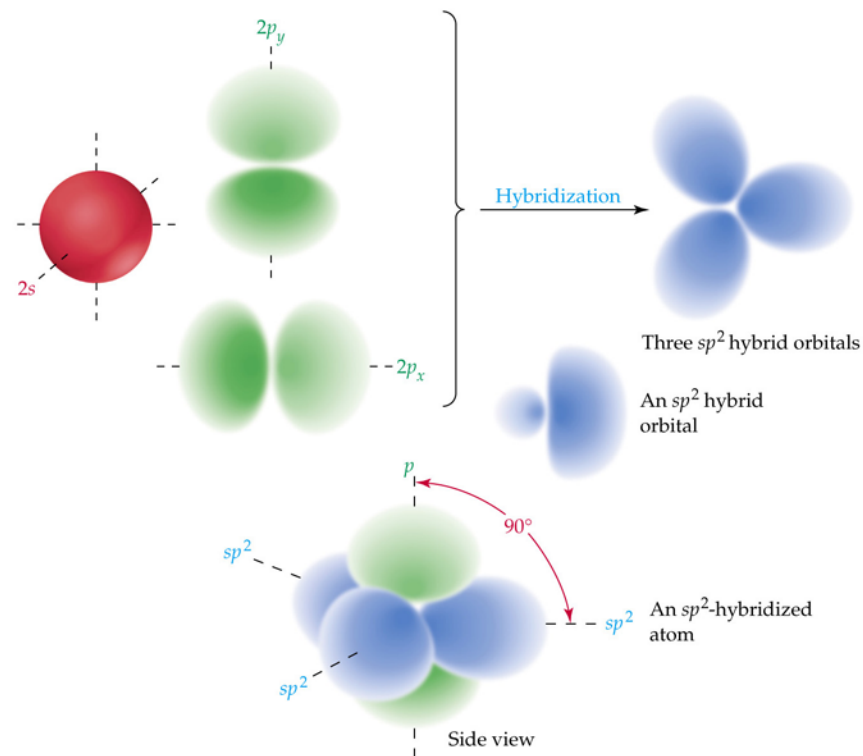 2p_y
2s
2p_x
Hybridization
Three sp² hybrid orbitals
An sp² hybrid
orbital
p
90°
sp²
sp²
sp²
An sp²-hybridized
atom
Side view